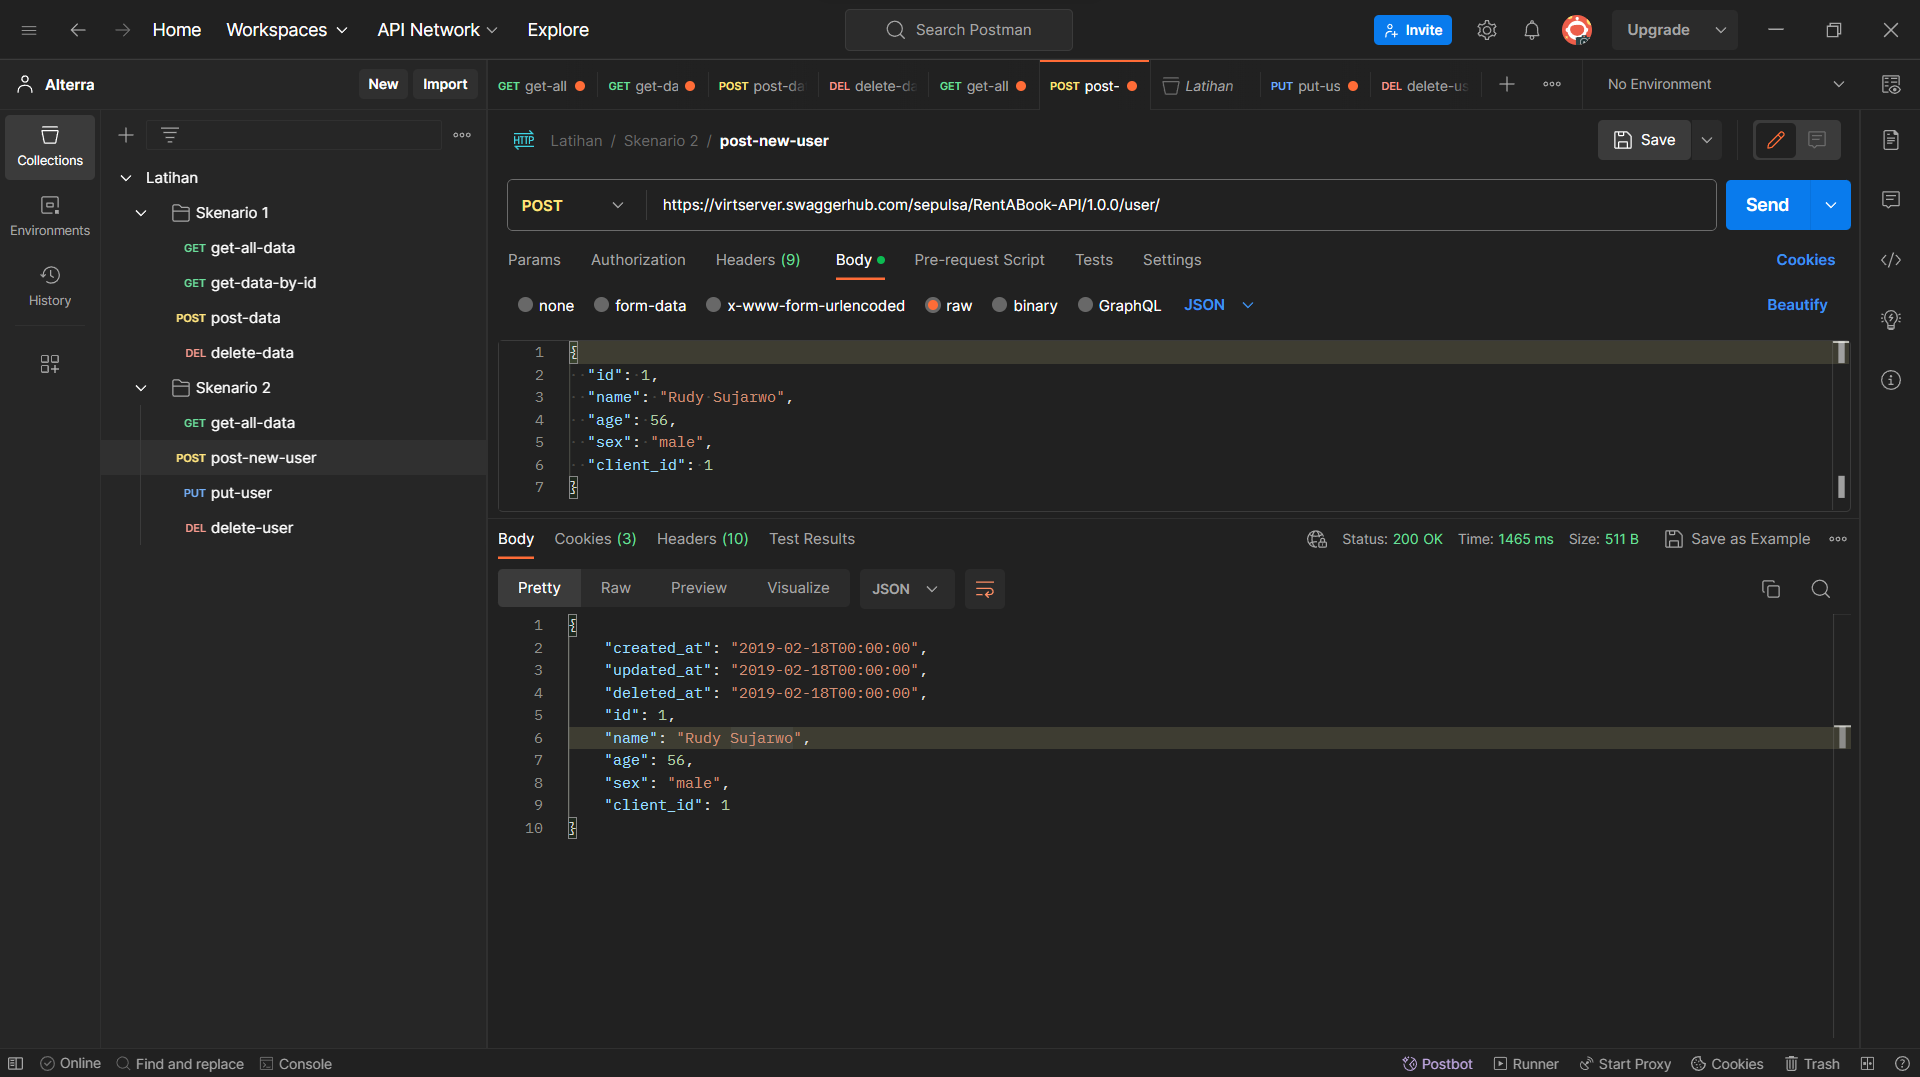 Home Workspaces API Network Explore Search Postman Invite Upgrade
Alterra New Import GET get-all GET get-da POST post-da DEL delete-da GET get-all POST post- Latihan PUT put-us DEL delete-us No Environment
Collections
Environments
History
Latihan
Skenario 1
GET get-all-data
GET get-data-by-id
POST post-data
DEL delete-data
Skenario 2
GET get-all-data
POST post-new-user
PUT put-user
DEL delete-user
HTTP Latihan / Skenario 2 / post-new-user Save
POST https://virtserver.swaggerhub.com/sepulsa/RentABook-API/1.0.0/user/ Send
Params Authorization Headers (9) Body Pre-request Script Tests Settings Cookies
none form-data x-www-form-urlencoded raw binary GraphQL JSON Beautify
1 {
2 "id": 1,
3 "name": "Rudy Sujarwo",
4 "age": 56,
5 "sex": "male",
6 "client_id": 1
7 }
Body Cookies (3) Headers (10) Test Results Status: 200 OK Time: 1465 ms Size: 511 B Save as Example
Pretty Raw Preview Visualize JSON
1 {
2 "created_at": "2019-02-18T00:00:00",
3 "updated_at": "2019-02-18T00:00:00",
4 "deleted_at": "2019-02-18T00:00:00",
5 "id": 1,
6 "name": "Rudy Sujarwo",
7 "age": 56,
8 "sex": "male",
9 "client_id": 1
10 }
Online Find and replace Console Postbot Runner Start Proxy Cookies Trash